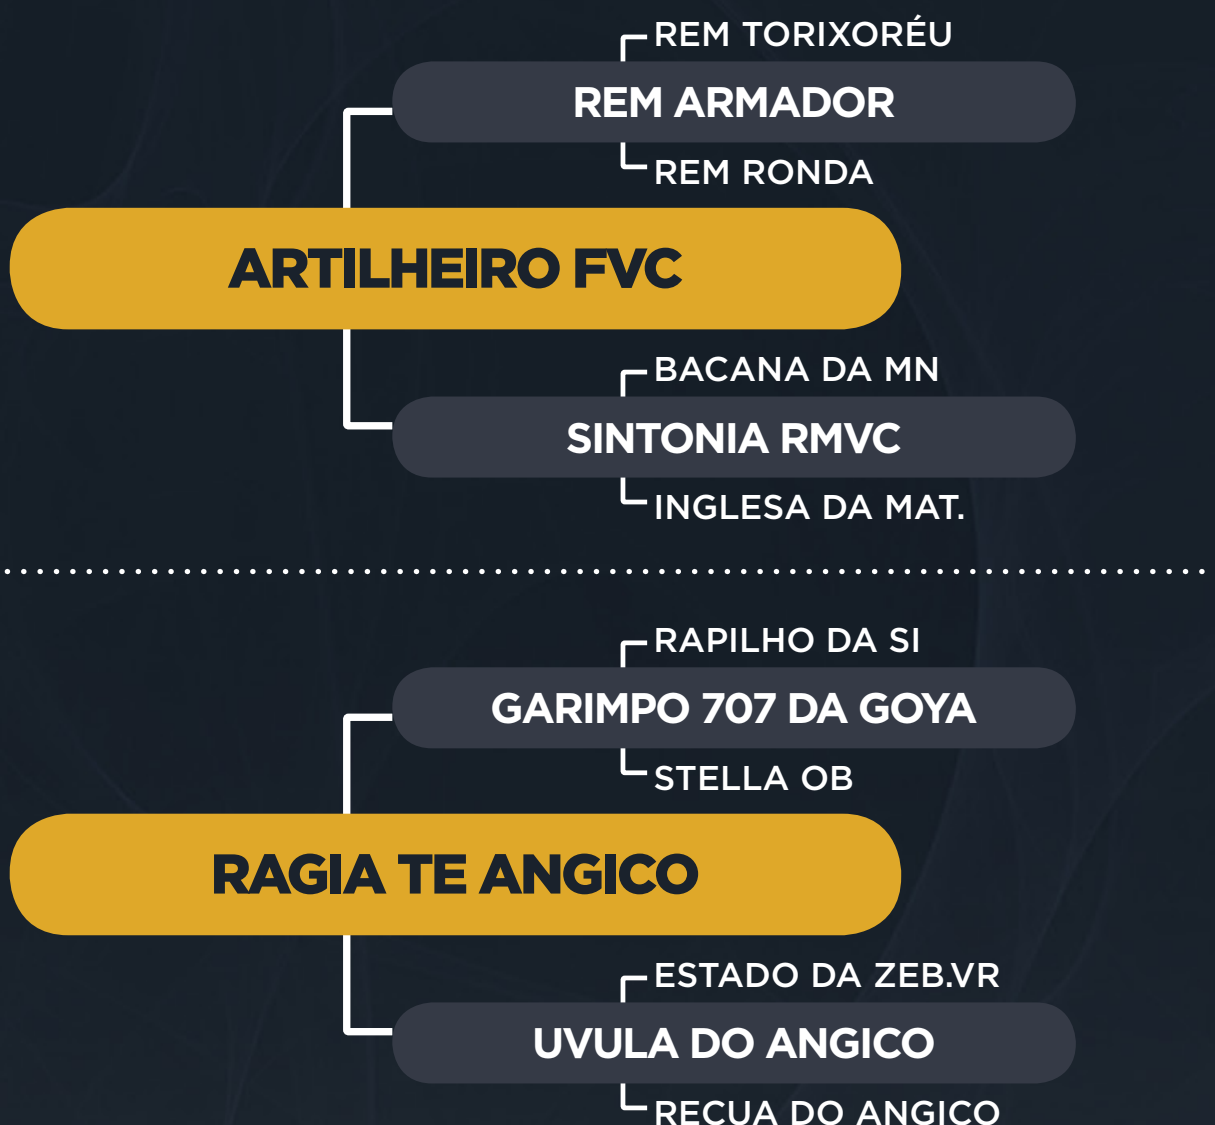 REM TORIXORÉU
REM ARMADOR
REM RONDA
ARTILHEIRO FVC
BACANA DA MN
SINTONIA RMVC
INGLESA DA MAT.
RAPILHO DA SI
GARIMPO 707 DA GOYA
STELLA OB
RAGIA TE ANGICO
ESTADO DA ZEB.VR
UVULA DO ANGICO
RECUA DO ANGICO